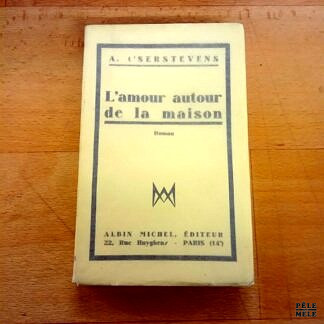 A. t'SERSTEVENS
L'amour autour
de la maison
Roman
ALBIN MICHEL, ÉDITEUR
22, Rue Huyghens - PARIS (14ᵉ)
PÊLE
MÊLE